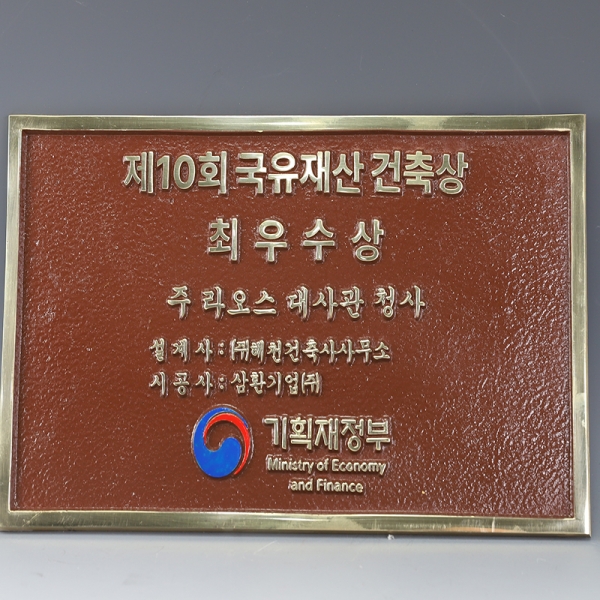 제10회 국유재산 건축상
최우수상
주 라오스 대사관 청사
설계사 : ㈜해천건축사사무소
시공사 : 삼환기업㈜
기획재정부
Ministry of Economy
and Finance